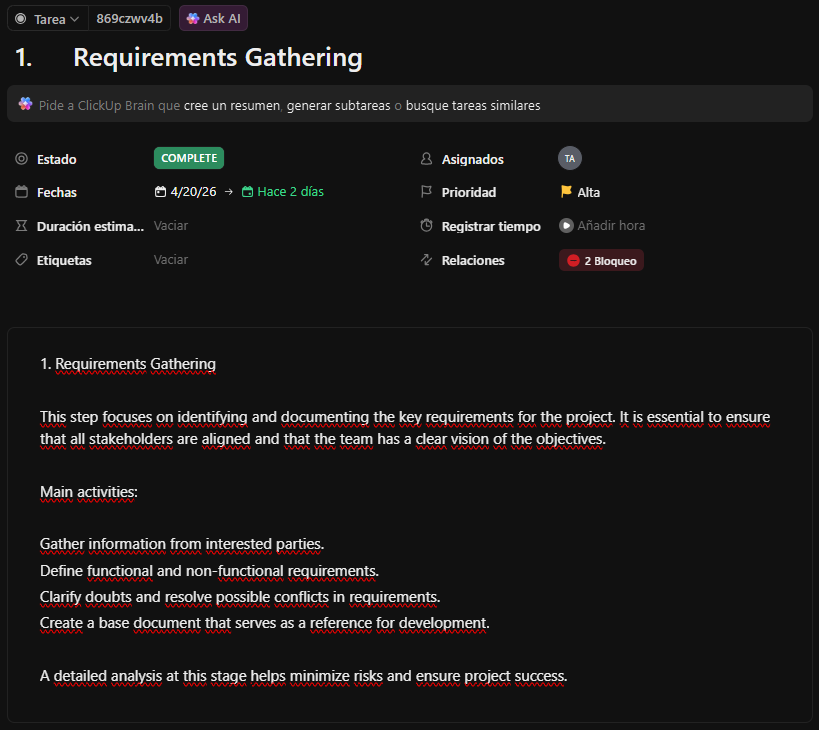 Tarea 869czwv4b Ask AI
1. Requirements Gathering
Pide a ClickUp Brain que cree un resumen, generar subtareas o busque tareas similares
Estado COMPLETE Asignados TA
Fechas 4/20/26 → Hace 2 días Prioridad Alta
Duración estima... Vaciar Registrar tiempo Añadir hora
Etiquetas Vaciar Relaciones 2 Bloqueo
1. Requirements Gathering
This step focuses on identifying and documenting the key requirements for the project. It is essential to ensure
that all stakeholders are aligned and that the team has a clear vision of the objectives.
Main activities:
Gather information from interested parties.
Define functional and non-functional requirements.
Clarify doubts and resolve possible conflicts in requirements.
Create a base document that serves as a reference for development.
A detailed analysis at this stage helps minimize risks and ensure project success.